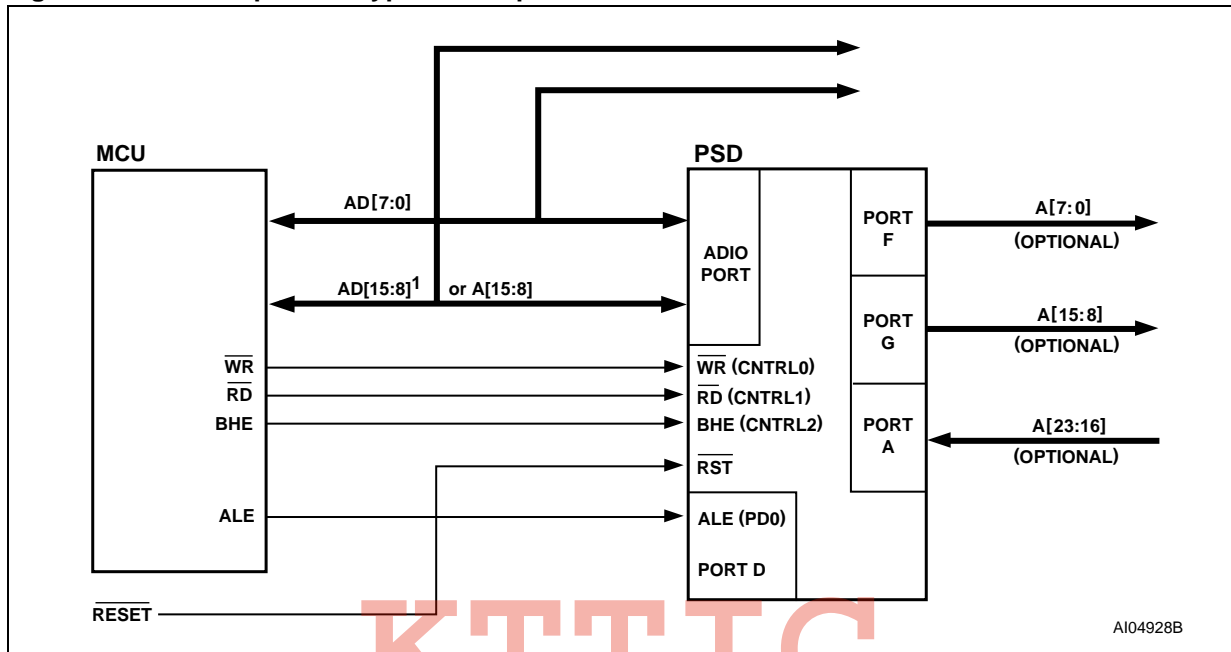 MCU
PSD
AD[7:0]
AD[15:8]1 or A[15:8]
WR
RD
BHE
ALE
RESET
ADIO
PORT
WR (CNTRL0)
RD (CNTRL1)
BHE (CNTRL2)
RST
ALE (PD0)
PORT D
PORT
F
PORT
G
PORT
A
A[7:0]
(OPTIONAL)
A[15:8]
(OPTIONAL)
A[23:16]
(OPTIONAL)
AI04928B
KTTIC